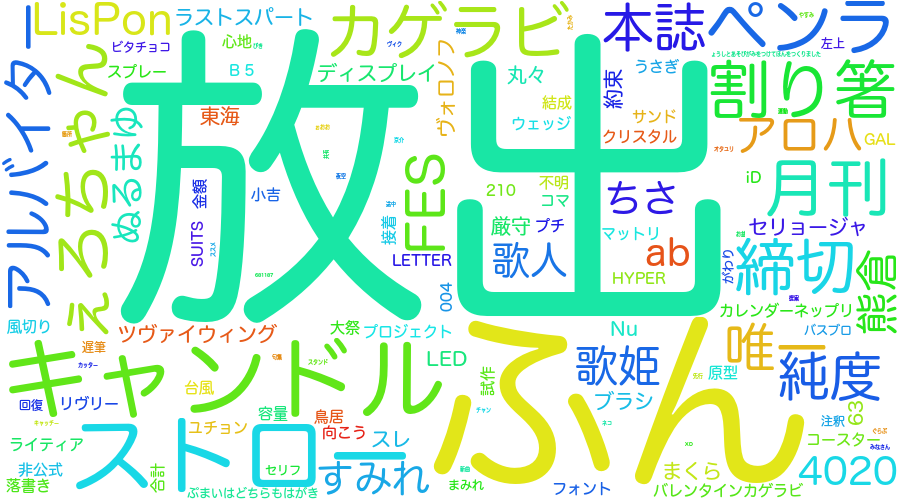 LisPon
ラストスパート
カゲラビ
本誌
ペンラ
左上
ピタチョコ
心地
スプレー
B5
ディスプレイ
丸々
うさぎ
約束
割り箸
アルバイター
えろちゃん
ぬるまゆ
東海
放出
ヴォロノフ
結成
サンド
ウェッジ
クリスタル
アロハ
GAL
金額
小吉
210
不明
コマ
ちさ
iD
月刊
FES
接着
厳守
プチ
マットリ
セリョージャ
SUITS
LETTER
歌人
ab
HYPER
がわり
締切
熊倉
004
カレンダーネップリ
風切り
ツヴァイウィング
大祭
プロジェクト
Nu
唯一
パスプロ
キャンドル
遅筆
LED
歌姫
原型
純度
台風
試作
ふん
回復
リヴリー
容量
鳥居
ブラシ
63
注釈
ストロー
ユチョン
向こう
スレ
コースター
ライティア
非公式
セリフ
すみれ
まくら
4020
落書き
合計
ぷまいはどちらもはがき
まみれ
フォント
バレンタインカゲラビ
681167